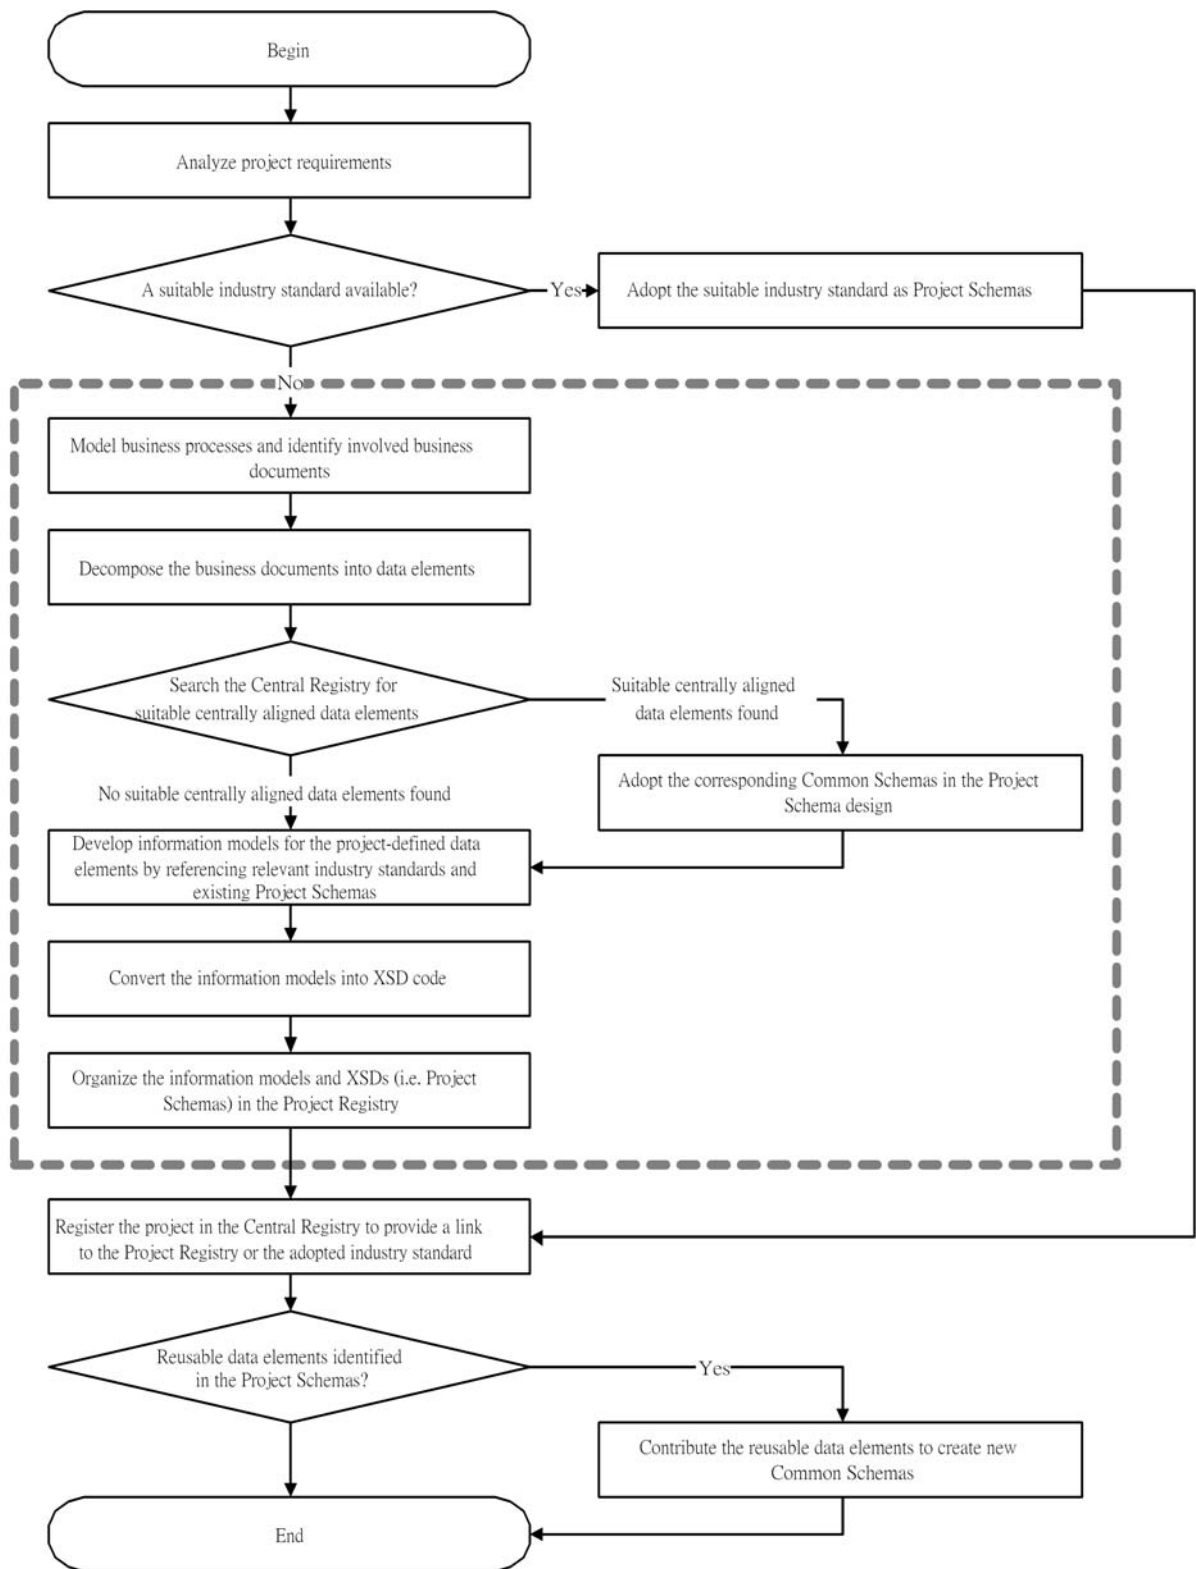 Begin
Analyze project requirements
A suitable industry standard available?
Yes
Adopt the suitable industry standard as Project Schemas
No
Model business processes and identify involved business
documents
Decompose the business documents into data elements
Search the Central Registry for
suitable centrally aligned data elements
Suitable centrally aligned
data elements found
No suitable centrally aligned data elements found
Adopt the corresponding Common Schemas in the Project
Schema design
Develop information models for the project-defined data
elements by referencing relevant industry standards and
existing Project Schemas
Convert the information models into XSD code
Organize the information models and XSDs (i.e. Project
Schemas) in the Project Registry
Register the project in the Central Registry to provide a link
to the Project Registry or the adopted industry standard
Reusable data elements identified
in the Project Schemas?
Yes
Contribute the reusable data elements to create new
Common Schemas
End